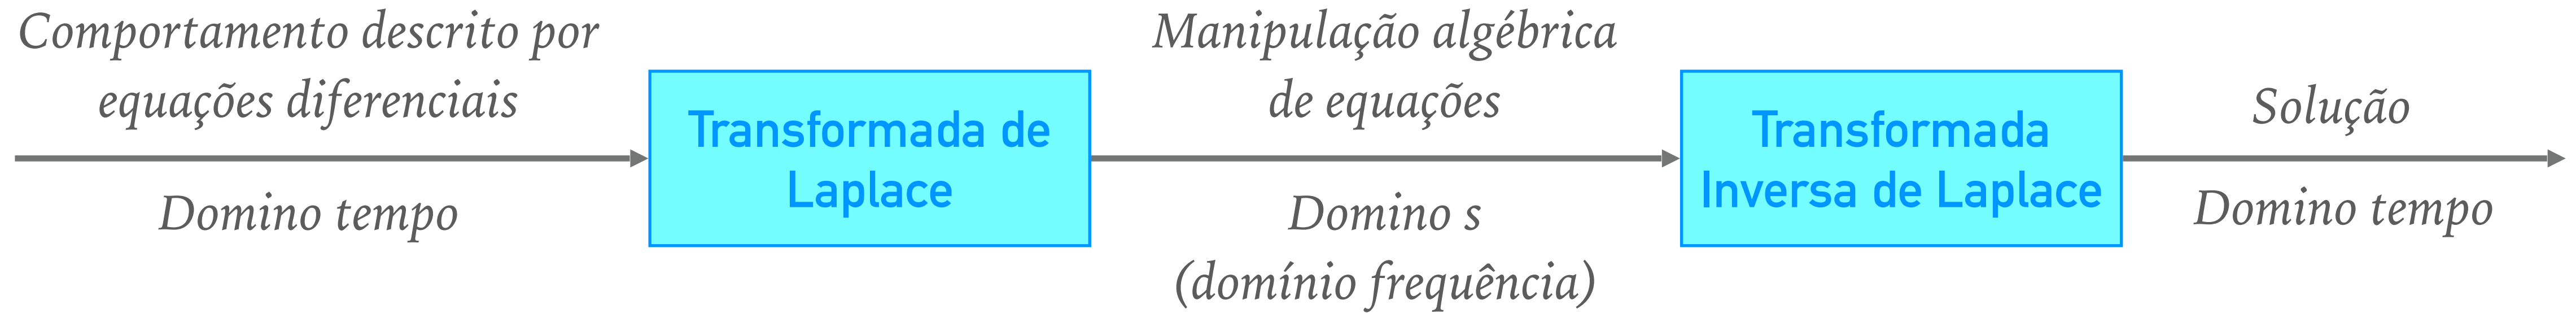 Comportamento descrito por
equações diferenciais
Domino tempo
Transformada de
Laplace
Manipulação algébrica
de equações
Domino s
(domínio frequência)
Transformada
Inversa de Laplace
Solução
Domino tempo